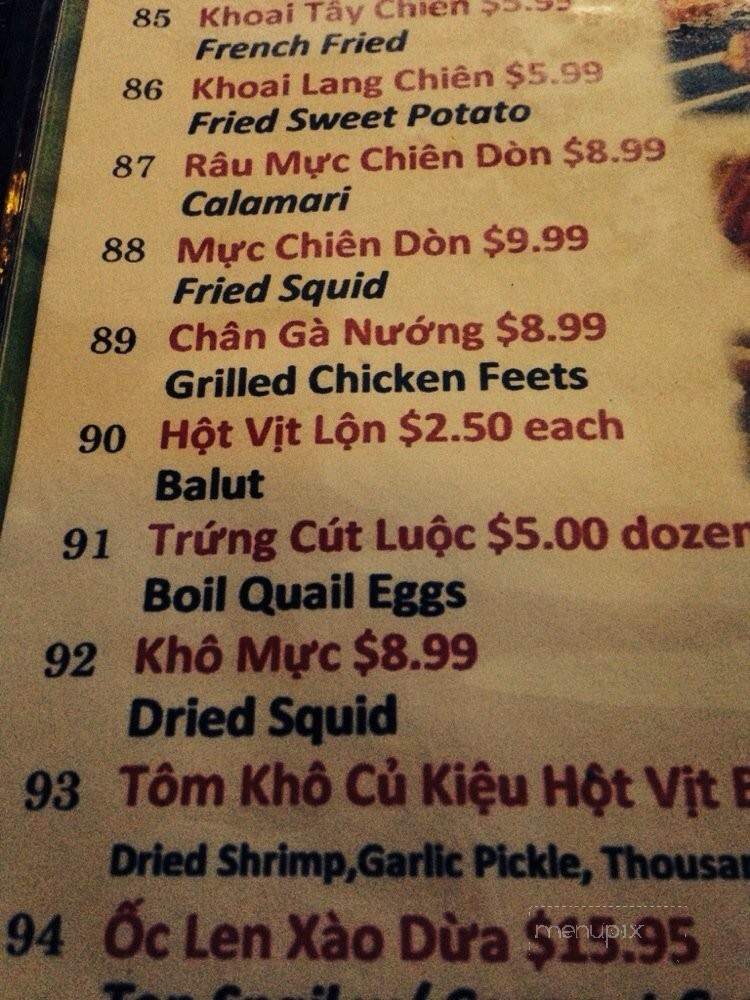 85 Khoai Tây Chiên $5.95
French Fried
86 Khoai Lang Chiên $5.99
Fried Sweet Potato
87 Râu Mực Chiên Dòn $8.99
Calamari
88 Mực Chiên Dòn $9.99
Fried Squid
89 Chân Gà Nướng $8.99
Grilled Chicken Feets
90 Hột Vịt Lộn $2.50 each
Balut
91 Trứng Cút Luộc $5.00 dozen
Boil Quail Eggs
92 Khô Mực $8.99
Dried Squid
93 Tôm Khô Củ Kiệu Hột Vịt B
Dried Shrimp,Garlic Pickle, Thousan
94 Ốc Len Xào Dừa $15.95
menupix